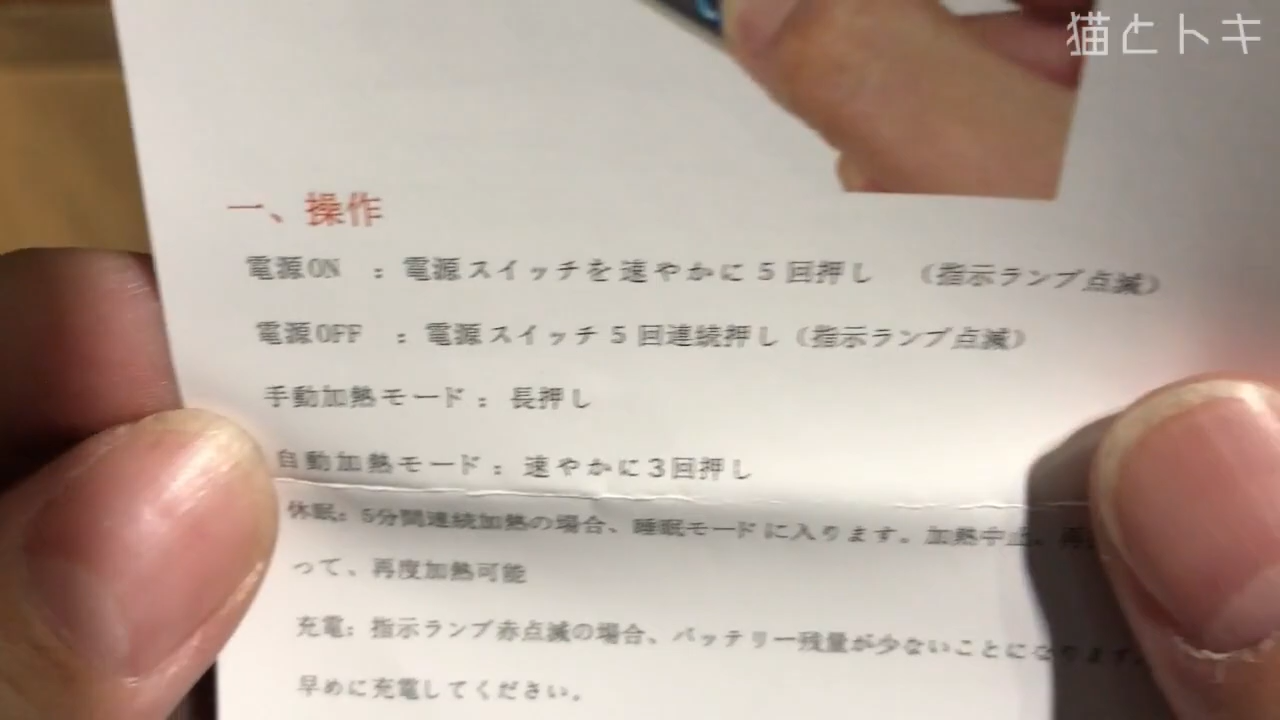 猫とトキ
一、操作
電源ON ：電源スイッチを速やかに５回押し （指示ランプ点滅）
電源OFF ：電源スイッチ５回連続押し（指示ランプ点滅）
手動加熱モード：長押し
自動加熱モード：速やかに3回押し
休眠：5分間連続加熱の場合、睡眠モードに入ります。加熱中止、再
って、再度加熱可能
充電：指示ランプ赤点滅の場合、バッテリー残量が少ないことになります。
早めに充電してください。